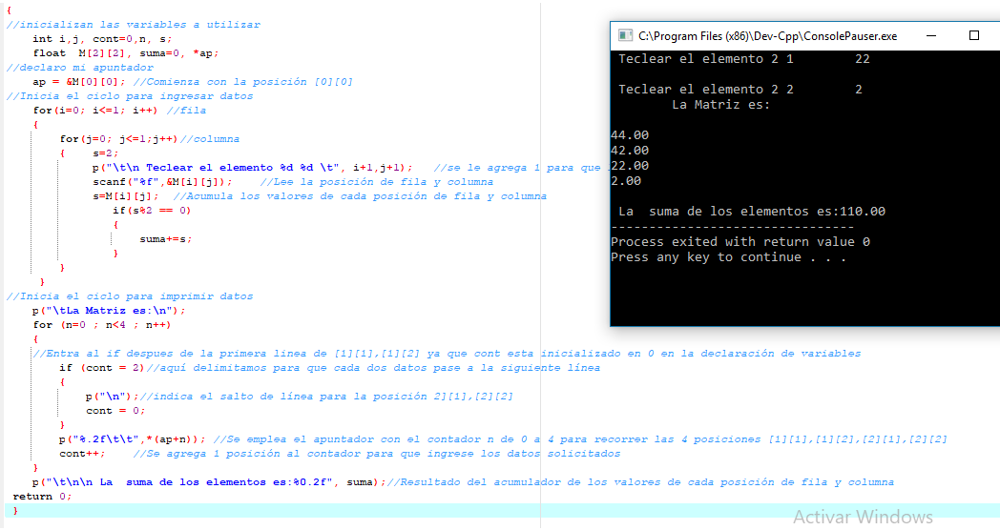 {
//inicializan las variables a utilizar
int i,j, cont=0,n, s;
float M[2][2], suma=0, *ap;
//declaro mi apuntador
ap = &M[0][0]; //Comienza con la posición [0][0]
//Inicia el ciclo para ingresar datos
for(i=0; i<=1; i++) //fila
{
for(j=0; j<=1;j++)//columna
{ s=2;
p("\t\n Teclear el elemento %d %d \t", i+1,j+1); //se le agrega 1 para que
scanf("%f",&M[i][j]); //Lee la posición de fila y columna
s=M[i][j]; //Acumula los valores de cada posición de fila y columna
if(s%2 == 0)
{
suma+=s;
}
}
}
//Inicia el ciclo para imprimir datos
p("\tLa Matriz es:\n");
for (n=0 ; n<4 ; n++)
{
//Entra al if despues de la primera linea de [1][1],[1][2] ya que cont esta inicializado en 0 en la declaración de variables
if (cont = 2)//aquí delimitamos para que cada dos datos pase a la siguiente línea
{
p("\n");//indica el salto de línea para la posición 2][1],[2][2]
cont = 0;
}
p("%.2f\t\t",*(ap+n)); //Se emplea el apuntador con el contador n de 0 a 4 para recorrer las 4 posiciones [1][1],[1][2],[2][1],[2][2]
cont++; //Se agrega 1 posición al contador para que ingrese los datos solicitados
}
p("\t\n\n La  suma de los elementos es:%0.2f", suma);//Resultado del acumulador de los valores de cada posición de fila y columna
return 0;
}
C:\Program Files (x86)\Dev-Cpp\ConsolePauser.exe
Teclear el elemento 2 1 22
Teclear el elemento 2 2 2
La Matriz es:
44.00
42.00
22.00
2.00
La  suma de los elementos es:110.00
--------------------------------
Process exited with return value 0
Press any key to continue . . .
Activar Windows